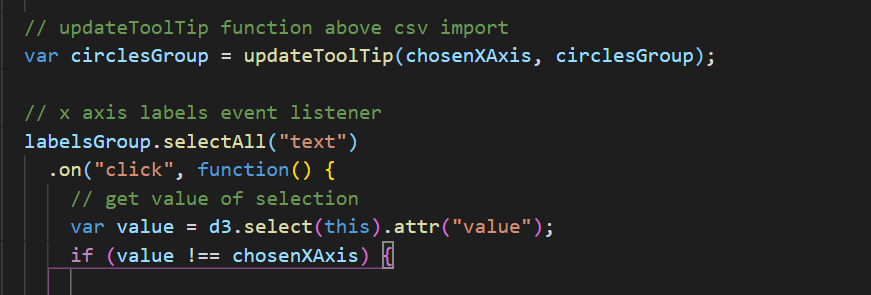 // updateToolTip function above csv import
var circlesGroup = updateToolTip(chosenXAxis, circlesGroup);
// x axis labels event listener
labelsGroup.selectAll("text")
.on("click", function() {
// get value of selection
var value = d3.select(this).attr("value");
if (value !== chosenXAxis) {